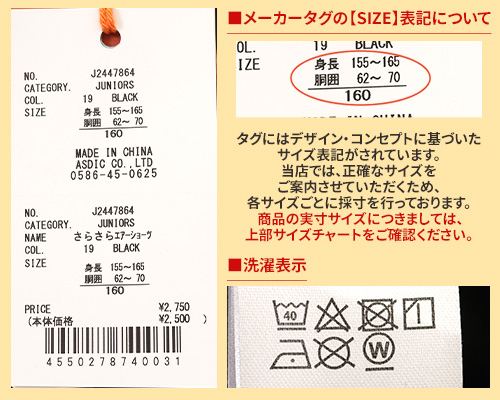 NO. J2447864
CATEGORY. JUNIORS
COL. 19 BLACK
SIZE 身長 155～165
胴囲 62～ 70
160
MADE IN CHINA
ASDIC CO.,LTD
0586-45-0625
NO. J2447864
CATEGORY. JUNIORS
NAME さらさらエアーショーツ
COL. 19 BLACK
SIZE 身長 155～165
胴囲 62～ 70
160
PRICE ¥2,750
(本体価格 ¥2,500 )
4550278740031
■メーカータグの【SIZE】表記について
OL. 19 BLACK
IZE 身長 155～165
胴囲 62～ 70
160
タグにはデザイン・コンセプトに基づいた
サイズ表記がされています。
当店では、正確なサイズを
ご案内させていただくため、
各サイズごとに採寸を行っております。
商品の実寸サイズにつきましては、
上部サイズチャートをご確認ください。
■洗濯表示
40
W